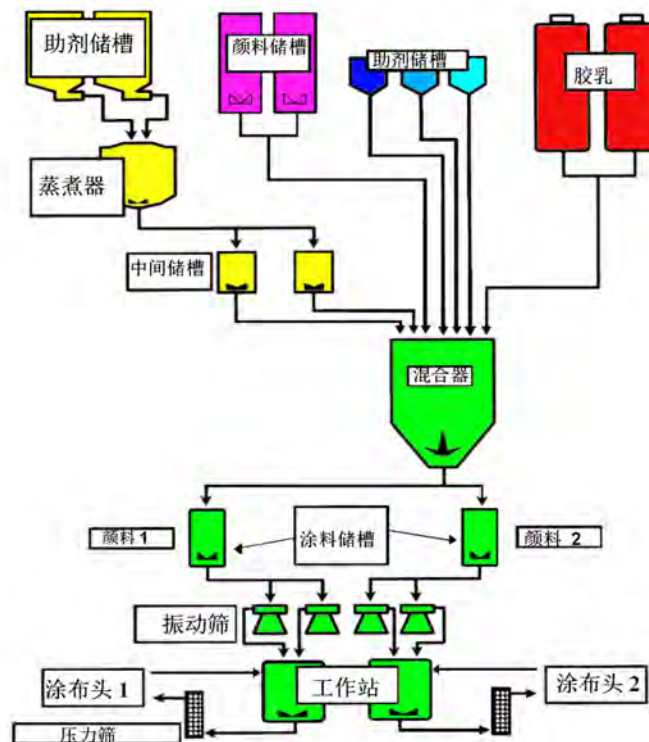 助剂储槽
颜料储槽
助剂储槽
胶乳
蒸煮器
中间储槽
混合器
颜料 1
涂料储槽
颜料 2
振动筛
涂布头 1
工作站
涂布头 2
压力筛